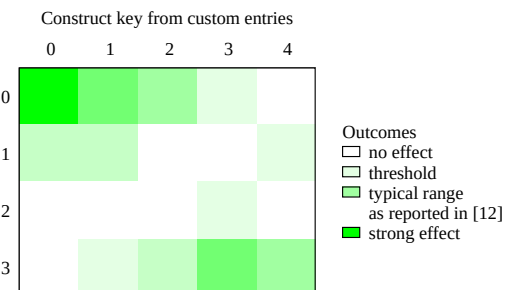 Construct key from custom entries
0 1 2 3 4
0
1
2
3
Outcomes
no effect
threshold
typical range
as reported in [12]
strong effect